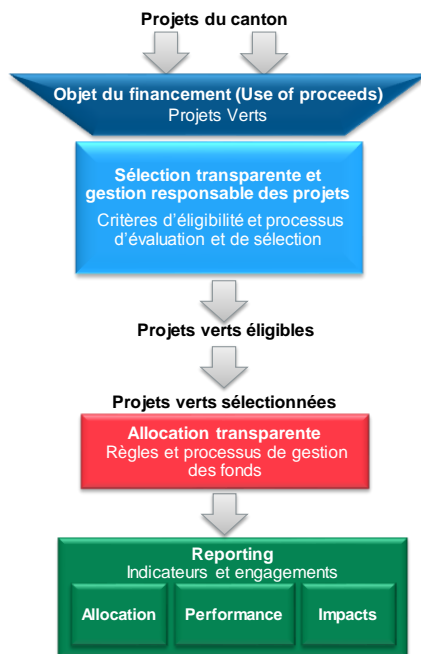 Projets du canton
Objet du financement (Use of proceeds)
Projets Verts
Sélection transparente et
gestion responsable des projets
Critères d'éligibilité et processus
d'évaluation et de sélection
Projets verts éligibles
Projets verts sélectionnées
Allocation transparente
Règles et processus de gestion
des fonds
Reporting
Indicateurs et engagements
Allocation
Performance
Impacts